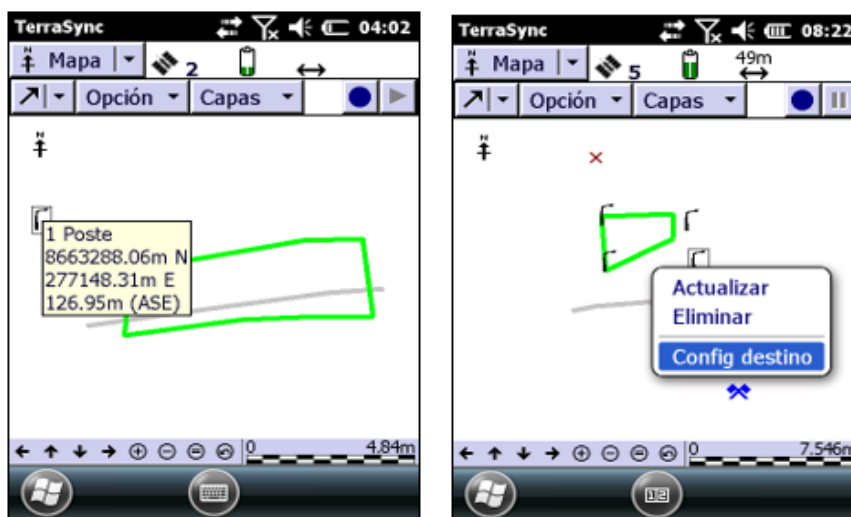 TerraSync 04:02
Mapa 2
Opción Capas
N
1 Poste
8663288.06m N
277148.31m E
126.95m (ASE)
0 4.84m
TerraSync 08:22
Mapa 5 49m
Opción Capas
N
Actualizar
Eliminar
Config destino
0 7.546m
12